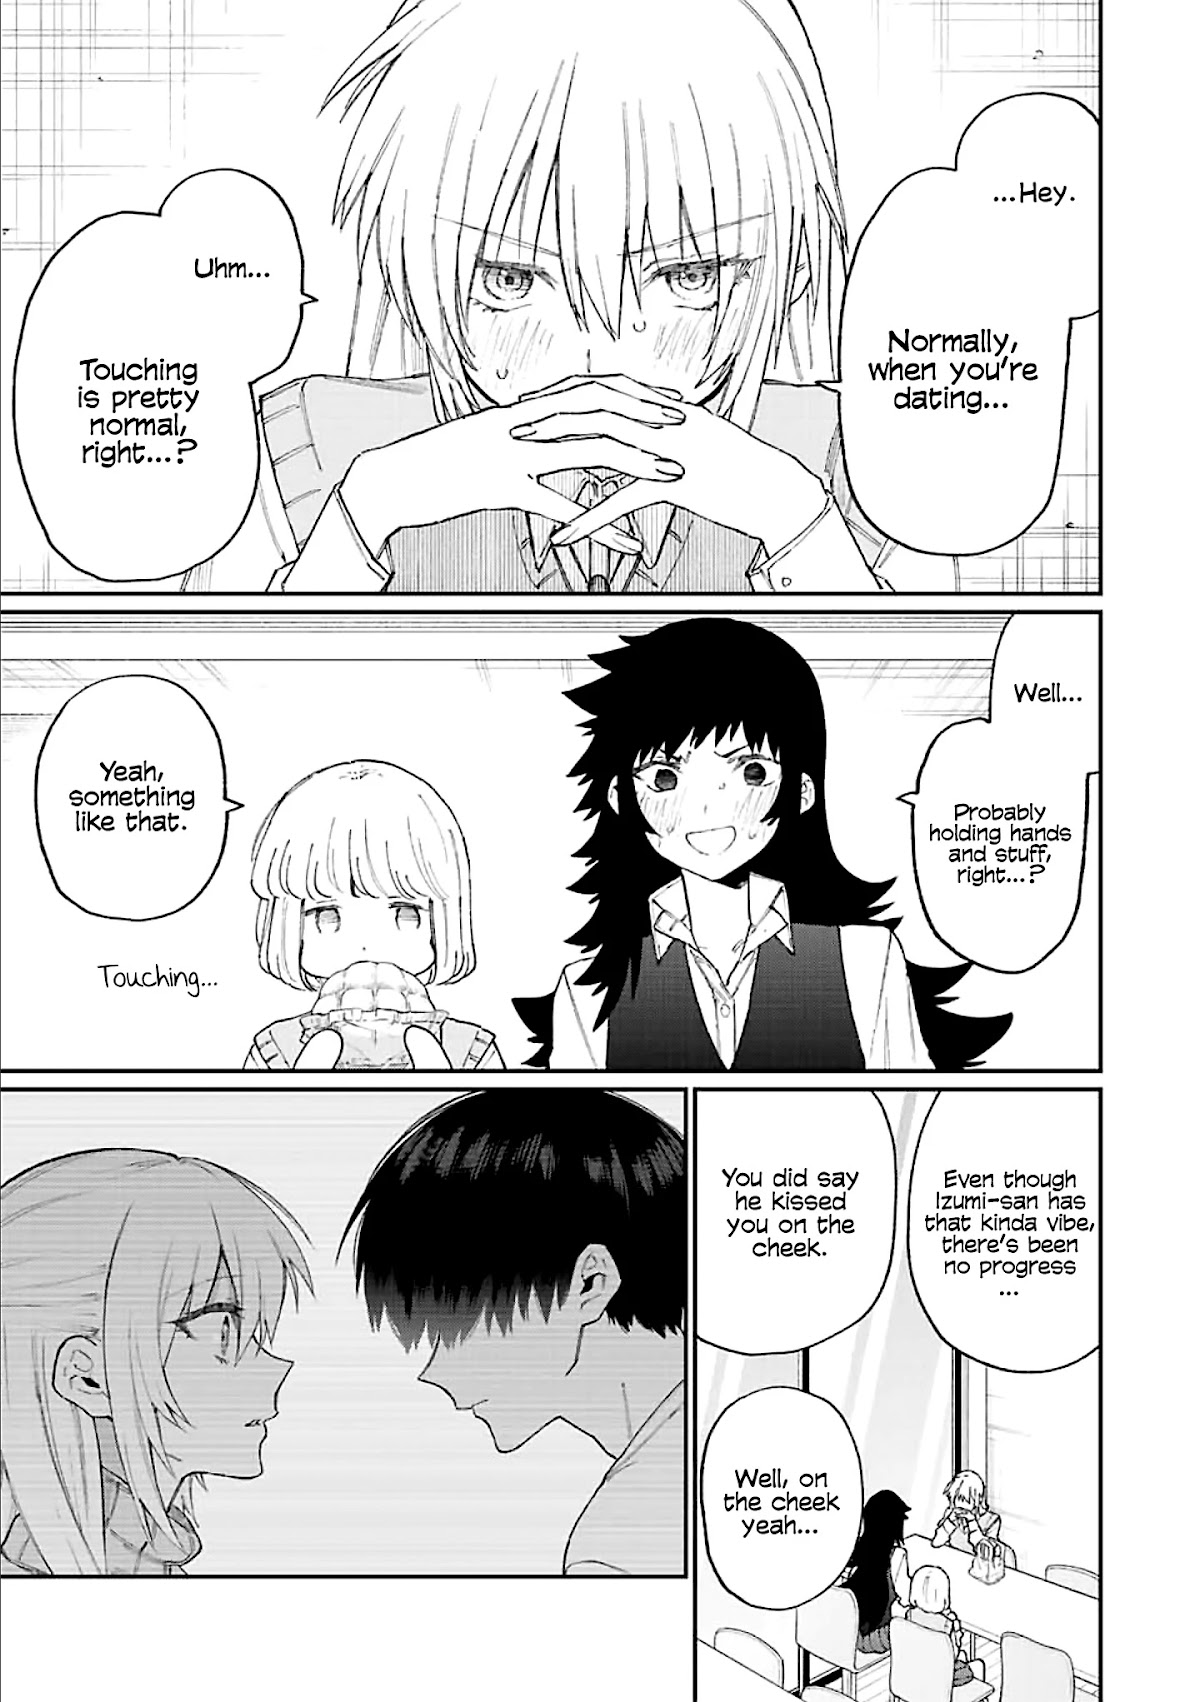 ...Hey.
Normally,
when you're
dating...
Uhm...
Touching
is pretty
normal,
right...?
Well...
Probably
holding hands
and stuff,
right...?
Yeah,
something
like that.
Touching...
Even though
Izumi-san has
that kinda vibe,
there's been
no progress
...
You did say
he kissed
you on the
cheek.
Well, on
the cheek
yeah...